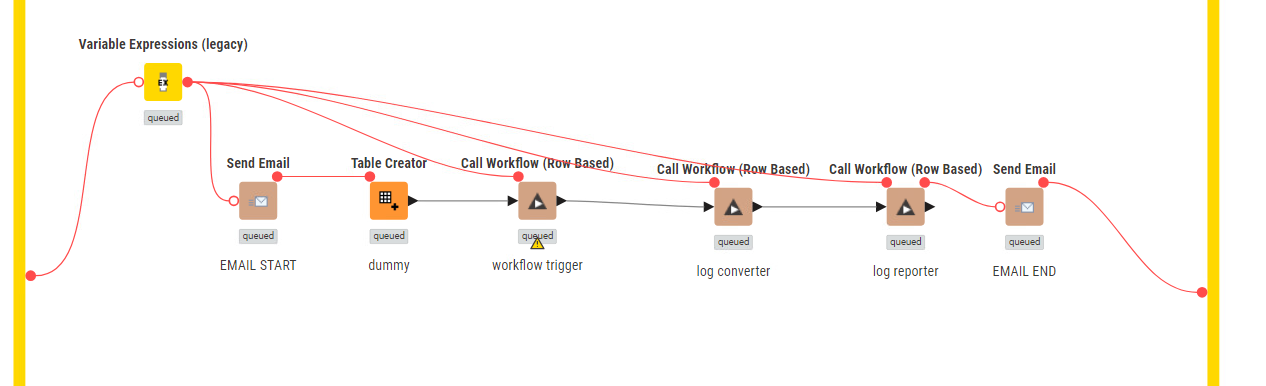 Variable Expressions (legacy)
EX
queued
Send Email
Table Creator
Call Workflow (Row Based)
Call Workflow (Row Based)
Call Workflow (Row Based)
Send Email
queued
queued
queued
queued
queued
queued
EMAIL START
dummy
workflow trigger
log converter
log reporter
EMAIL END